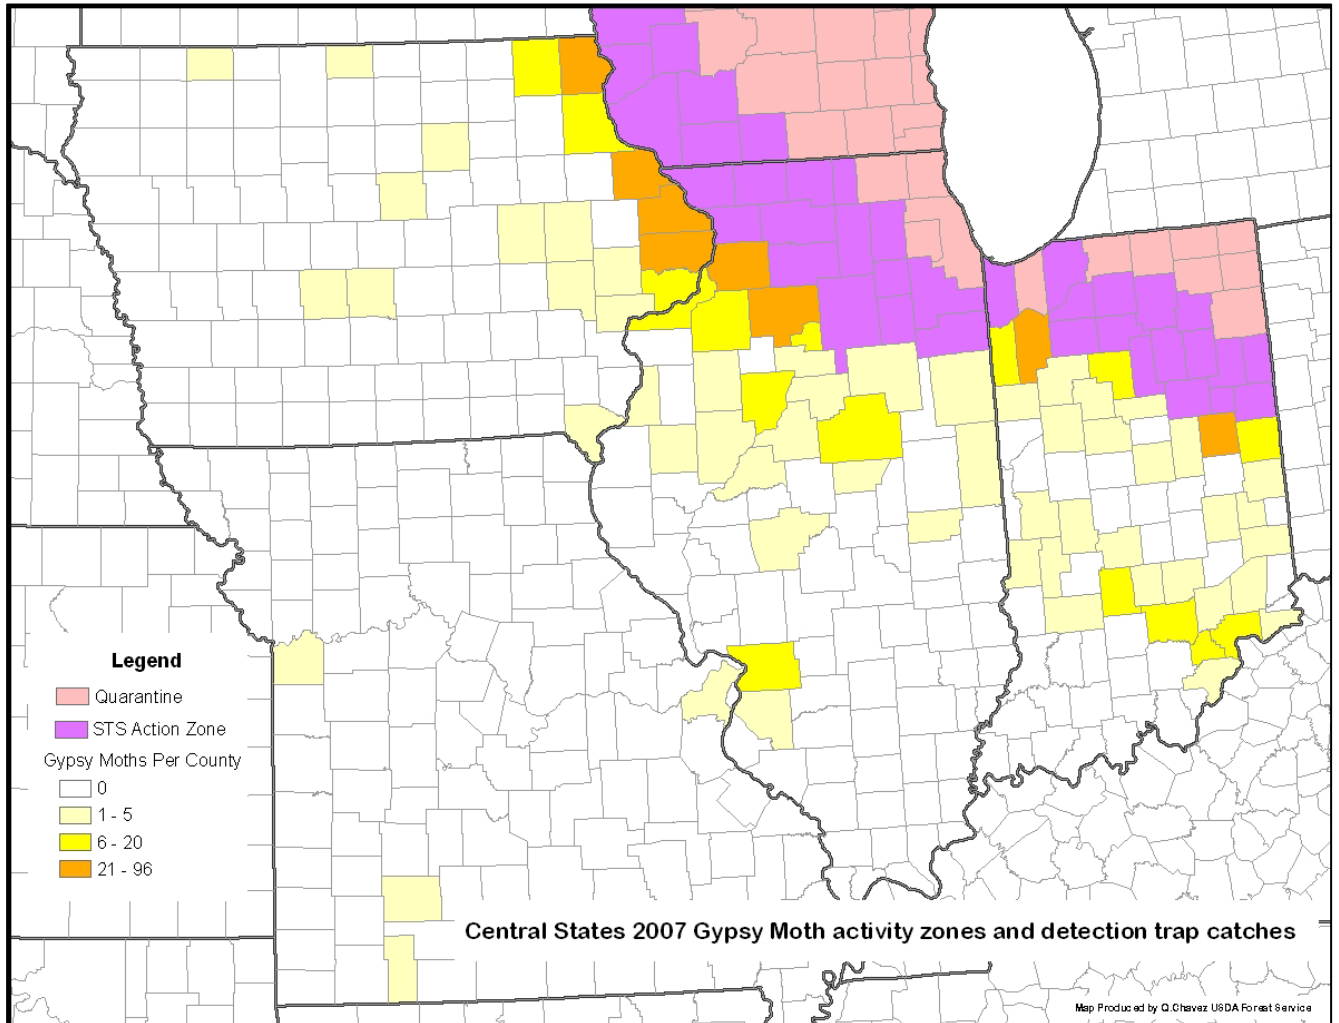 Legend
Quarantine
STS Action Zone
Gypsy Moths Per County
0
1 - 5
6 - 20
21 - 96
Central States 2007 Gypsy Moth activity zones and detection trap catches
Map Produced by Q.Chavez USDA Forest Service